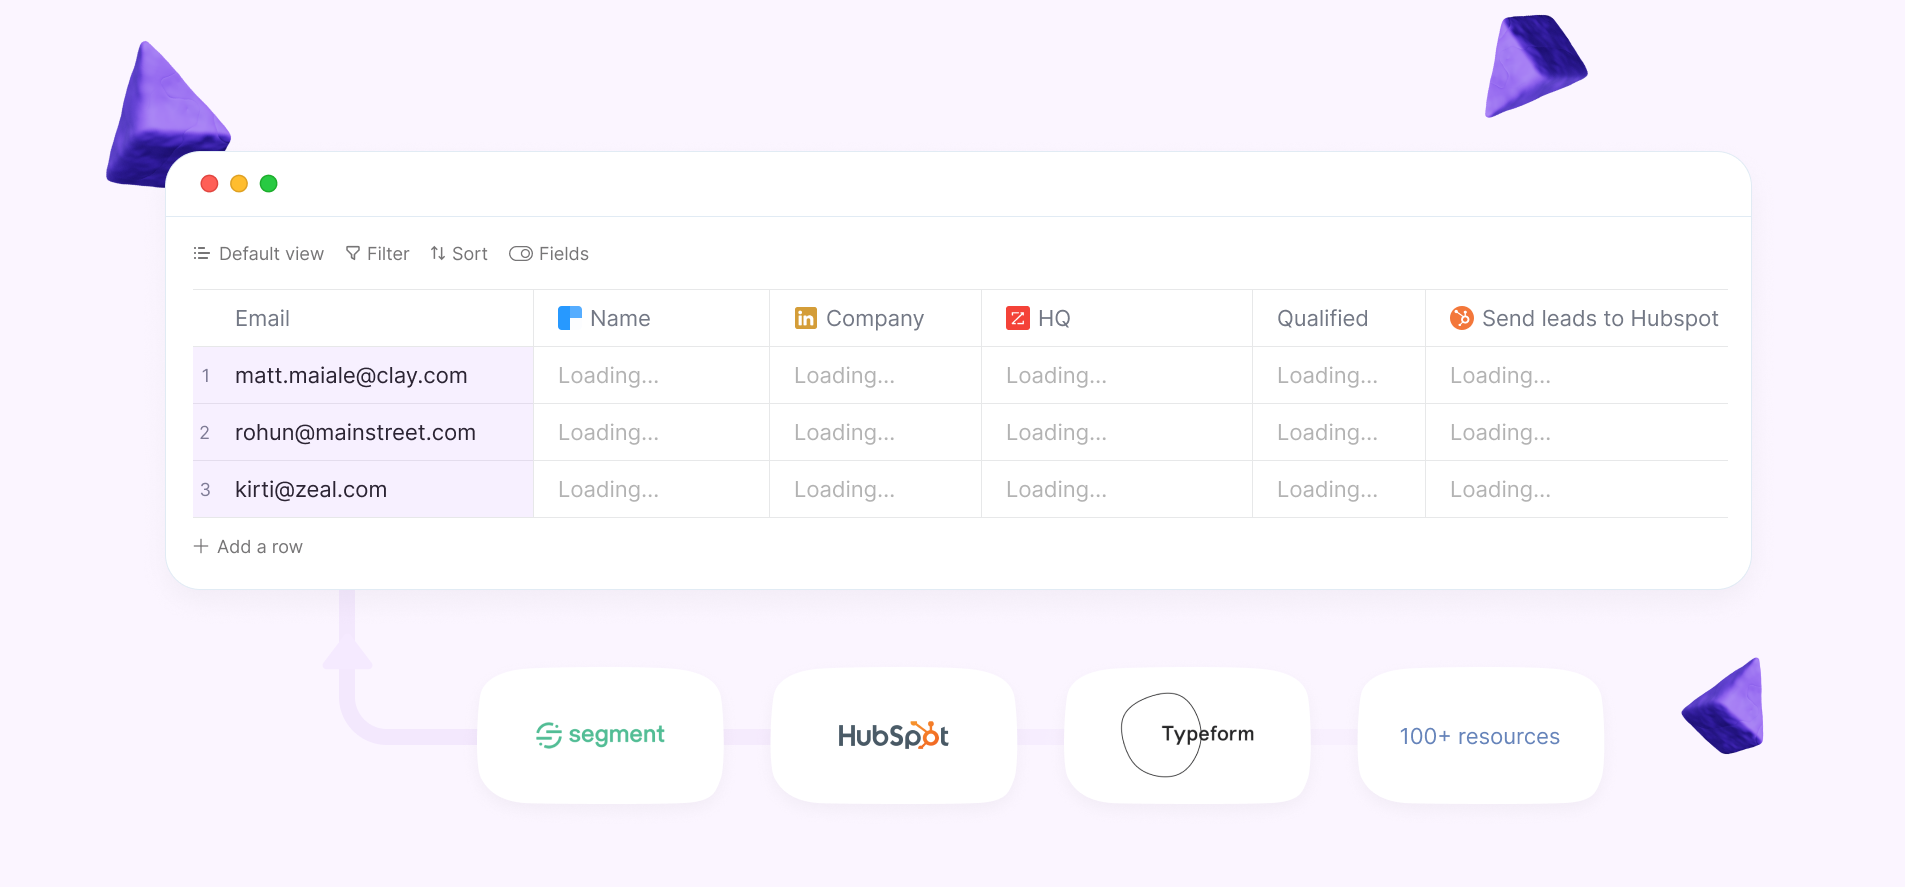 Default view Filter Sort Fields
Email Name in Company HQ Qualified Send leads to Hubspot
1 matt.maiale@clay.com Loading... Loading... Loading... Loading... Loading...
2 rohun@mainstreet.com Loading... Loading... Loading... Loading... Loading...
3 kirti@zeal.com Loading... Loading... Loading... Loading... Loading...
+ Add a row
segment HubSpot Typeform 100+ resources